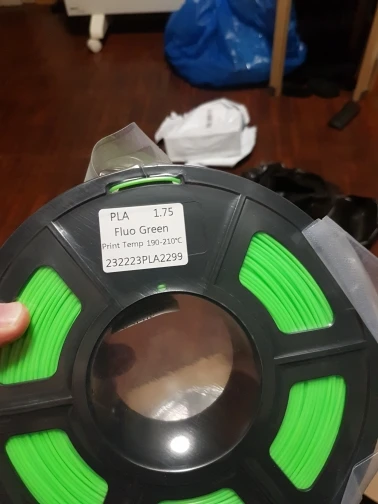 PLA 1.75
Fluo Green
Print Temp 190-210°C
232223PLA2299